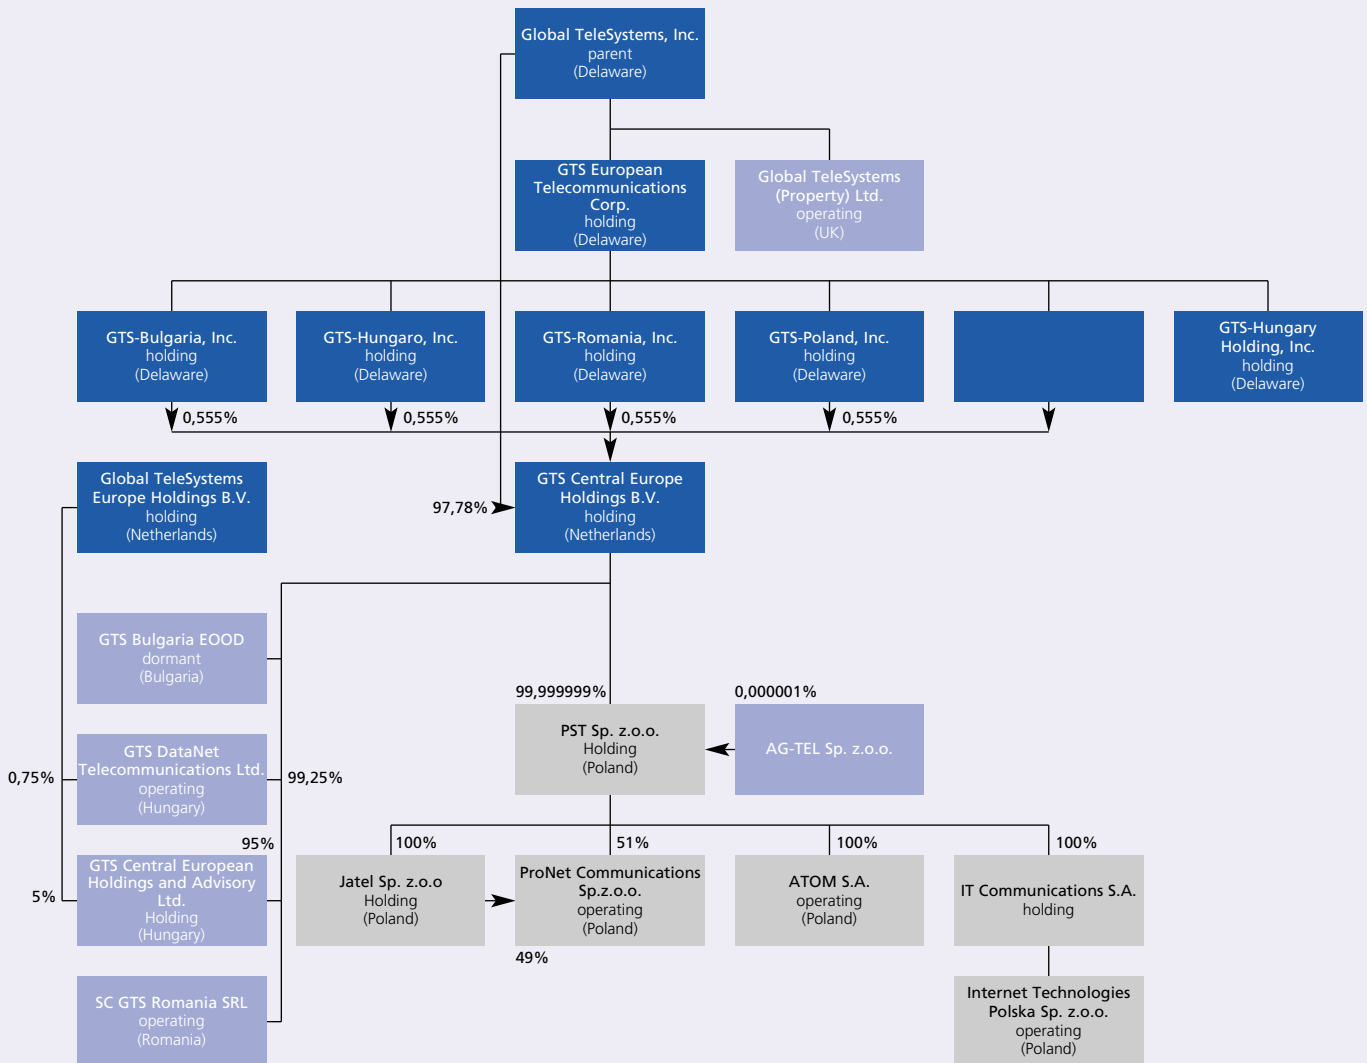 Global TeleSystems, Inc.
parent
(Delaware)
GTS European
Telecommunications
Corp.
holding
(Delaware)
Global TeleSystems
(Property) Ltd.
operating
(UK)
GTS-Bulgaria, Inc.
holding
(Delaware)
GTS-Hungaro, Inc.
holding
(Delaware)
GTS-Romania, Inc.
holding
(Delaware)
GTS-Poland, Inc.
holding
(Delaware)
GTS-Hungary
Holding, Inc.
holding
(Delaware)
0,555%
0,555%
0,555%
0,555%
Global TeleSystems
Europe Holdings B.V.
holding
(Netherlands)
97,78%
GTS Central Europe
Holdings B.V.
holding
(Netherlands)
GTS Bulgaria EOOD
dormant
(Bulgaria)
99,999999%
0,000001%
PST Sp. z.o.o.
Holding
(Poland)
AG-TEL Sp. z.o.o.
0,75%
GTS DataNet
Telecommunications Ltd.
operating
(Hungary)
99,25%
95%
100%
51%
100%
100%
5%
GTS Central European
Holdings and Advisory
Ltd.
Holding
(Hungary)
Jatel Sp. z.o.o
Holding
(Poland)
ProNet Communications
Sp.z.o.o.
operating
(Poland)
49%
ATOM S.A.
operating
(Poland)
IT Communications S.A.
holding
SC GTS Romania SRL
operating
(Romania)
Internet Technologies
Polska Sp. z.o.o.
operating
(Poland)